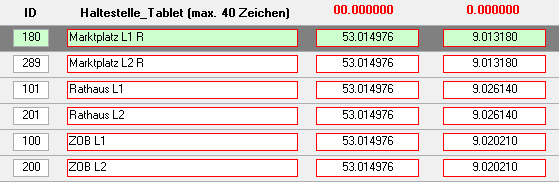 ID Haltestelle_Tablet (max. 40 Zeichen) 00.000000 0.000000
180 Marktplatz L1 R 53.014976 9.013180
289 Marktplatz L2 R 53.014976 9.013180
101 Rathaus L1 53.014976 9.026140
201 Rathaus L2 53.014976 9.026140
100 ZOB L1 53.014976 9.020210
200 ZOB L2 53.014976 9.020210